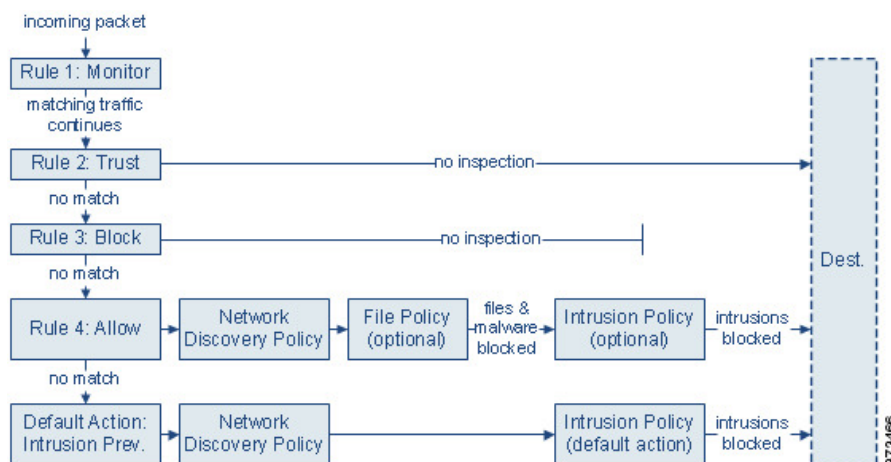 incoming packet
Rule 1: Monitor
matching traffic
continues
Rule 2: Trust
no inspection
no match
Rule 3: Block
no inspection
no match
Rule 4: Allow
Network
Discovery Policy
File Policy
(optional)
files &
malware
blocked
Intrusion Policy
(optional)
intrusions
blocked
Dest.
no match
Default Action:
Intrusion Prev.
Network
Discovery Policy
Intrusion Policy
(default action)
intrusions
blocked